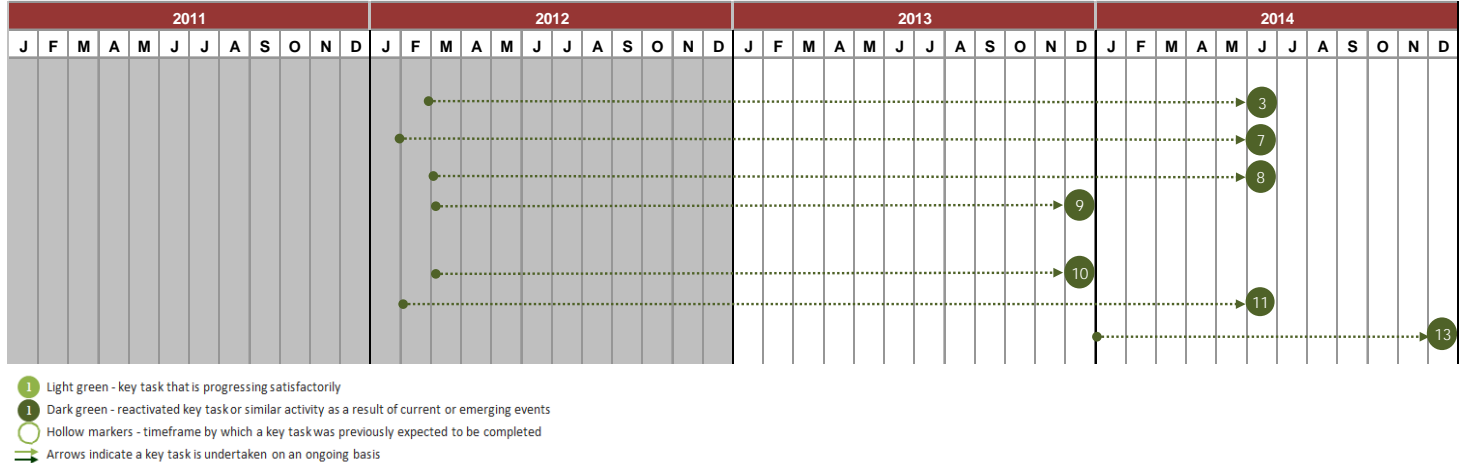 2011 2012 2013 2014
J F M A M J J A S O N D J F M A M J J A S O N D J F M A M J J A S O N D J F M A M J J A S O N D
3
7
8
9
10
11
13
1 Light green - key task that is progressing satisfactorily
1 Dark green - reactivated key task or similar activity as a result of current or emerging events
Hollow markers - timeframe by which a key task was previously expected to be completed
Arrows indicate a key task is undertaken on an ongoing basis